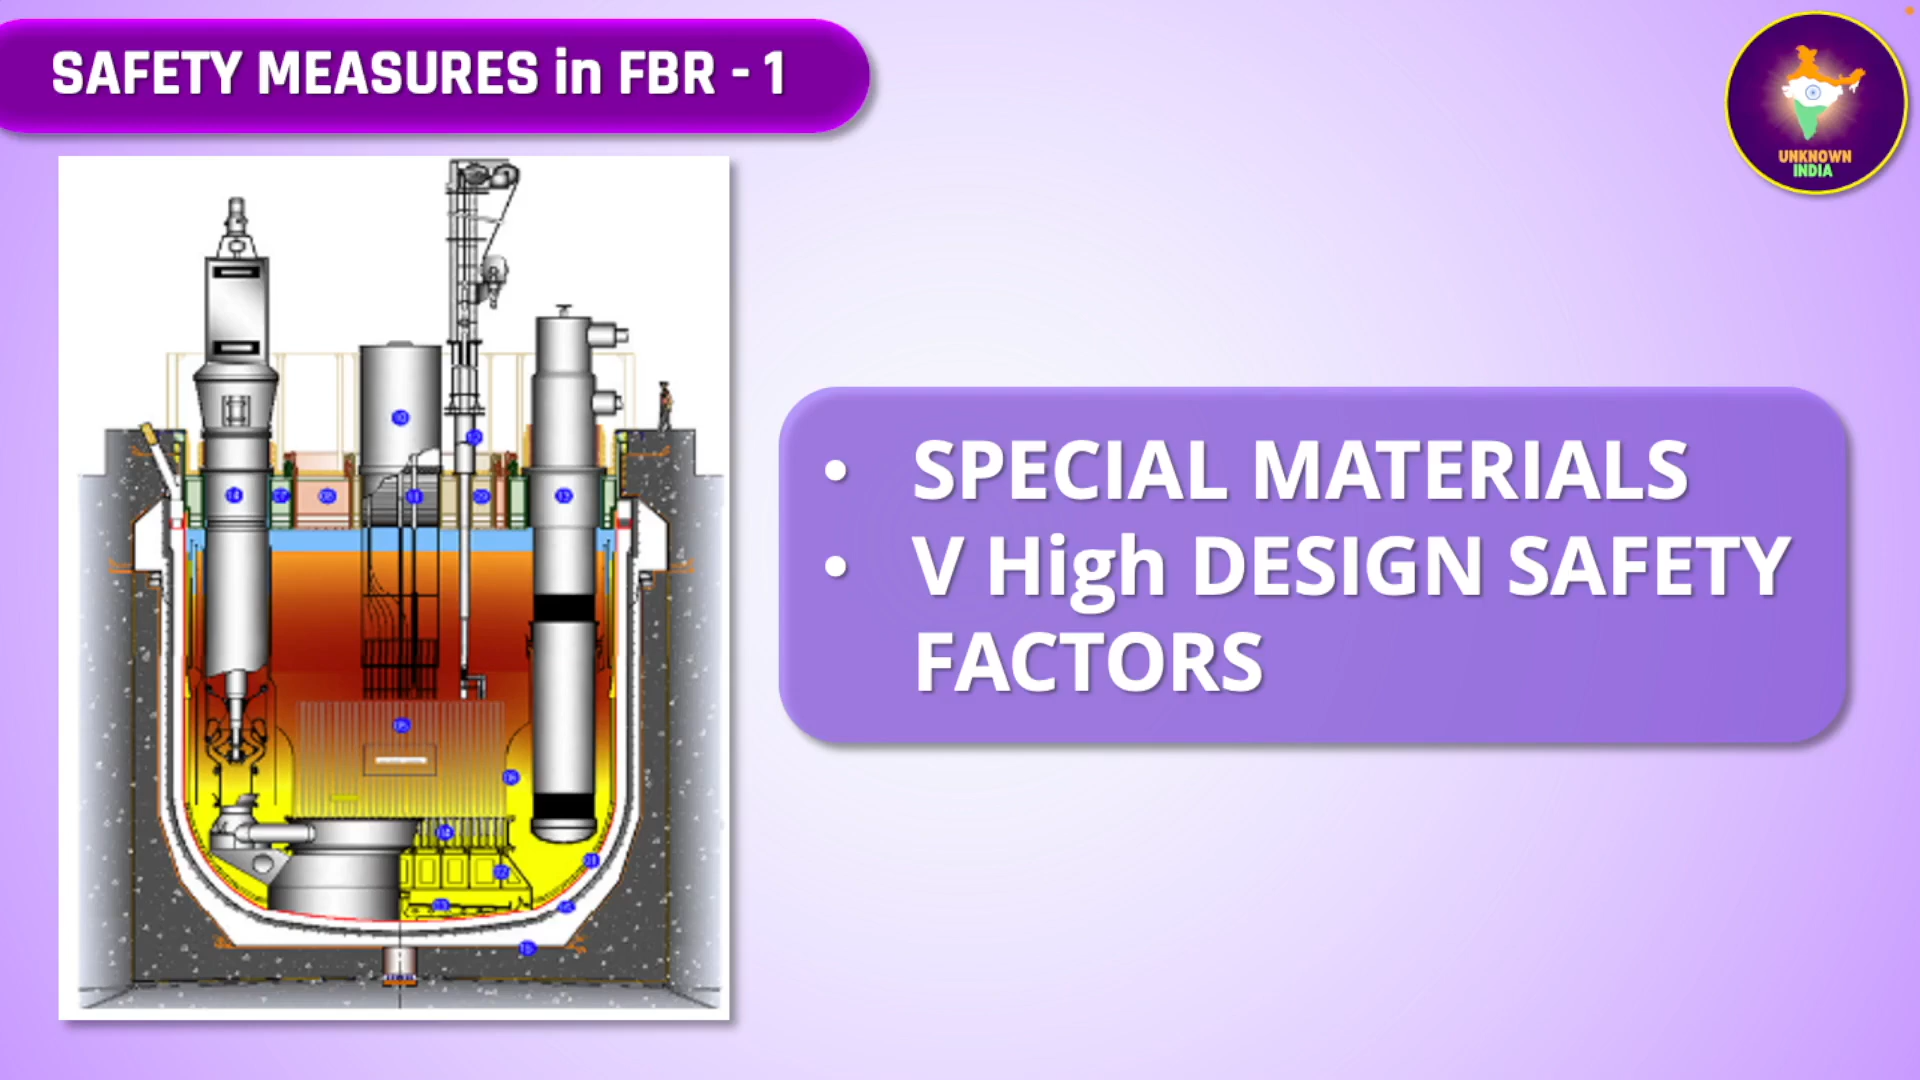 SAFETY MEASURES in FBR - 1
UNKNOWN
INDIA
• SPECIAL MATERIALS
• V High DESIGN SAFETY
FACTORS